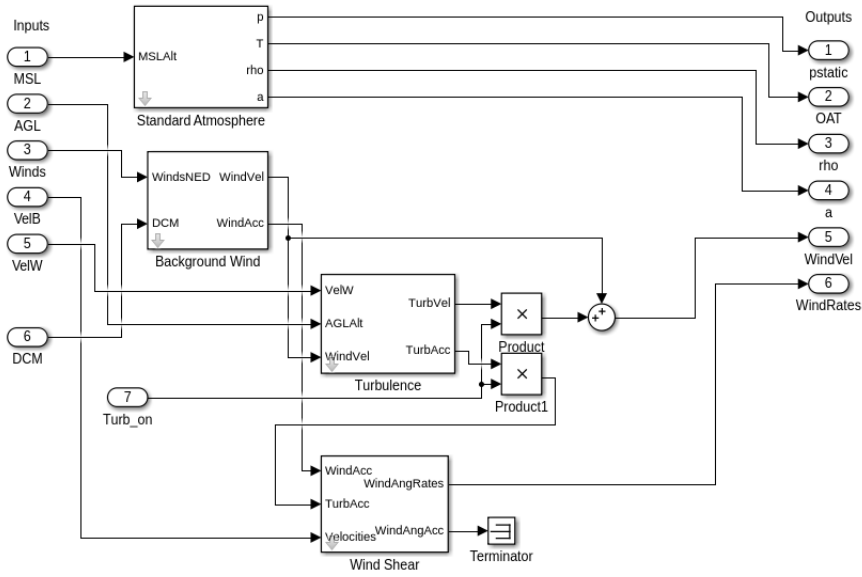 Inputs
Outputs
1
MSL
2
AGL
3
Winds
4
VelB
5
VelW
6
DCM
7
Turb_on
MSLAlt
p
T
rho
a
Standard Atmosphere
WindsNED
WindVel
DCM
WindAcc
Background Wind
VelW
TurbVel
AGLAlt
TurbAcc
WindVel
Turbulence
×
Product
×
Product1
+
+
WindAcc
WindAngRates
TurbAcc
WindAngAcc
Velocities
Wind Shear
Terminator
1
pstatic
2
OAT
3
rho
4
a
5
WindVel
6
WindRates